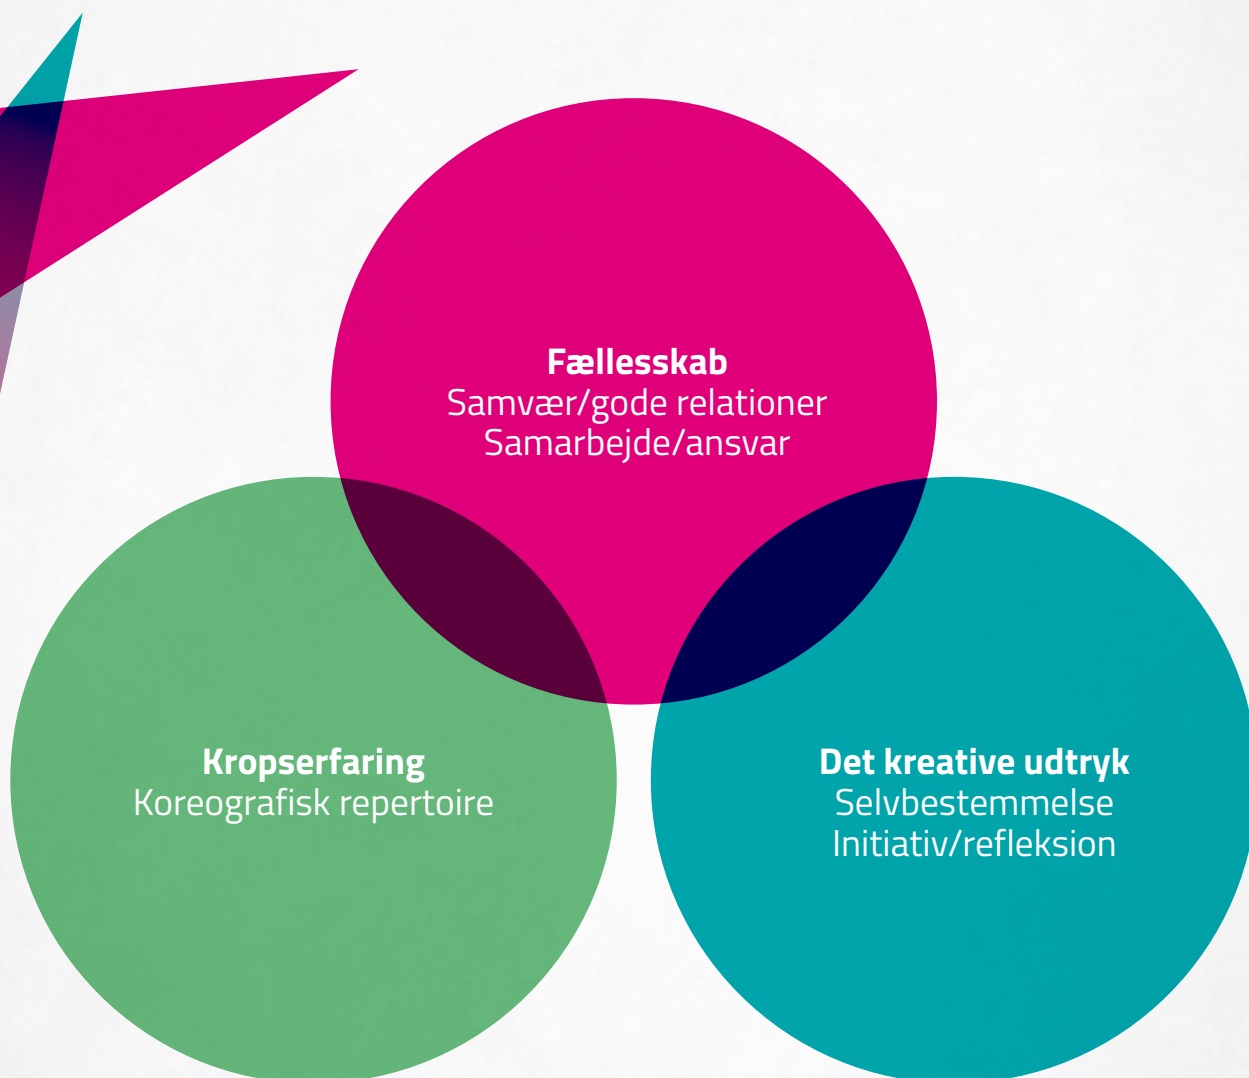 Fællesskab
Samvær/gode relationer
Samarbejde/ansvar
Kropserfaring
Koreografisk repertoire
Det kreative udtryk
Selvbestemmelse
Initiativ/refleksion